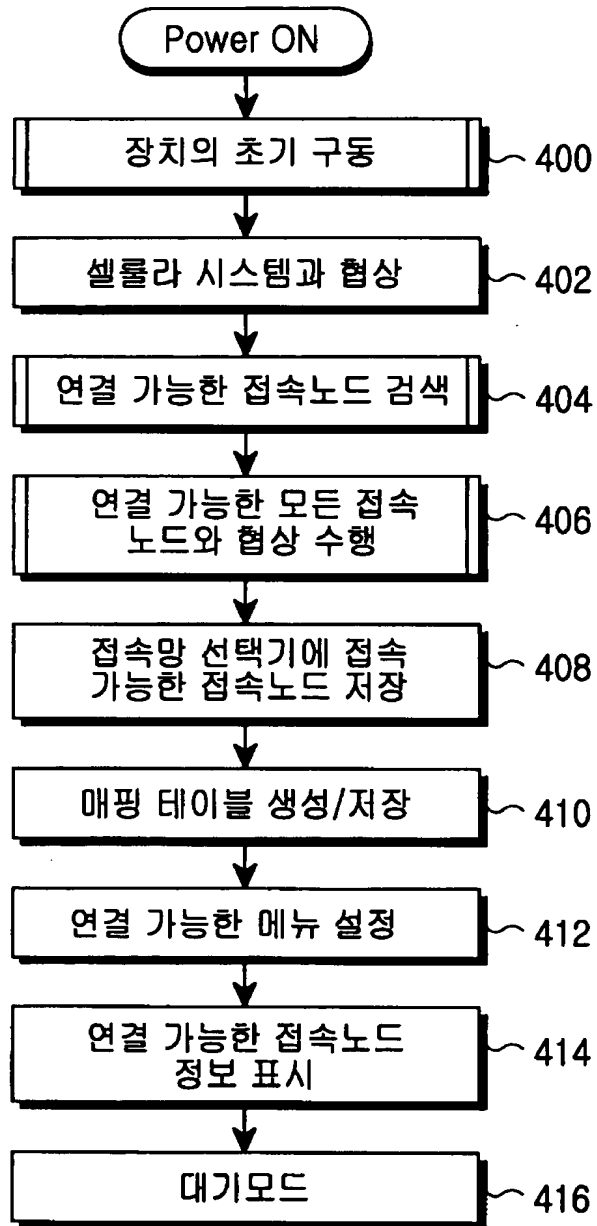 Power ON
장치의 초기 구동
400
셀룰라 시스템과 협상
402
연결 가능한 접속노드 검색
404
연결 가능한 모든 접속
노드와 협상 수행
406
접속망 선택기에 접속
가능한 접속노드 저장
408
매핑 테이블 생성/저장
410
연결 가능한 메뉴 설정
412
연결 가능한 접속노드
정보 표시
414
대기모드
416